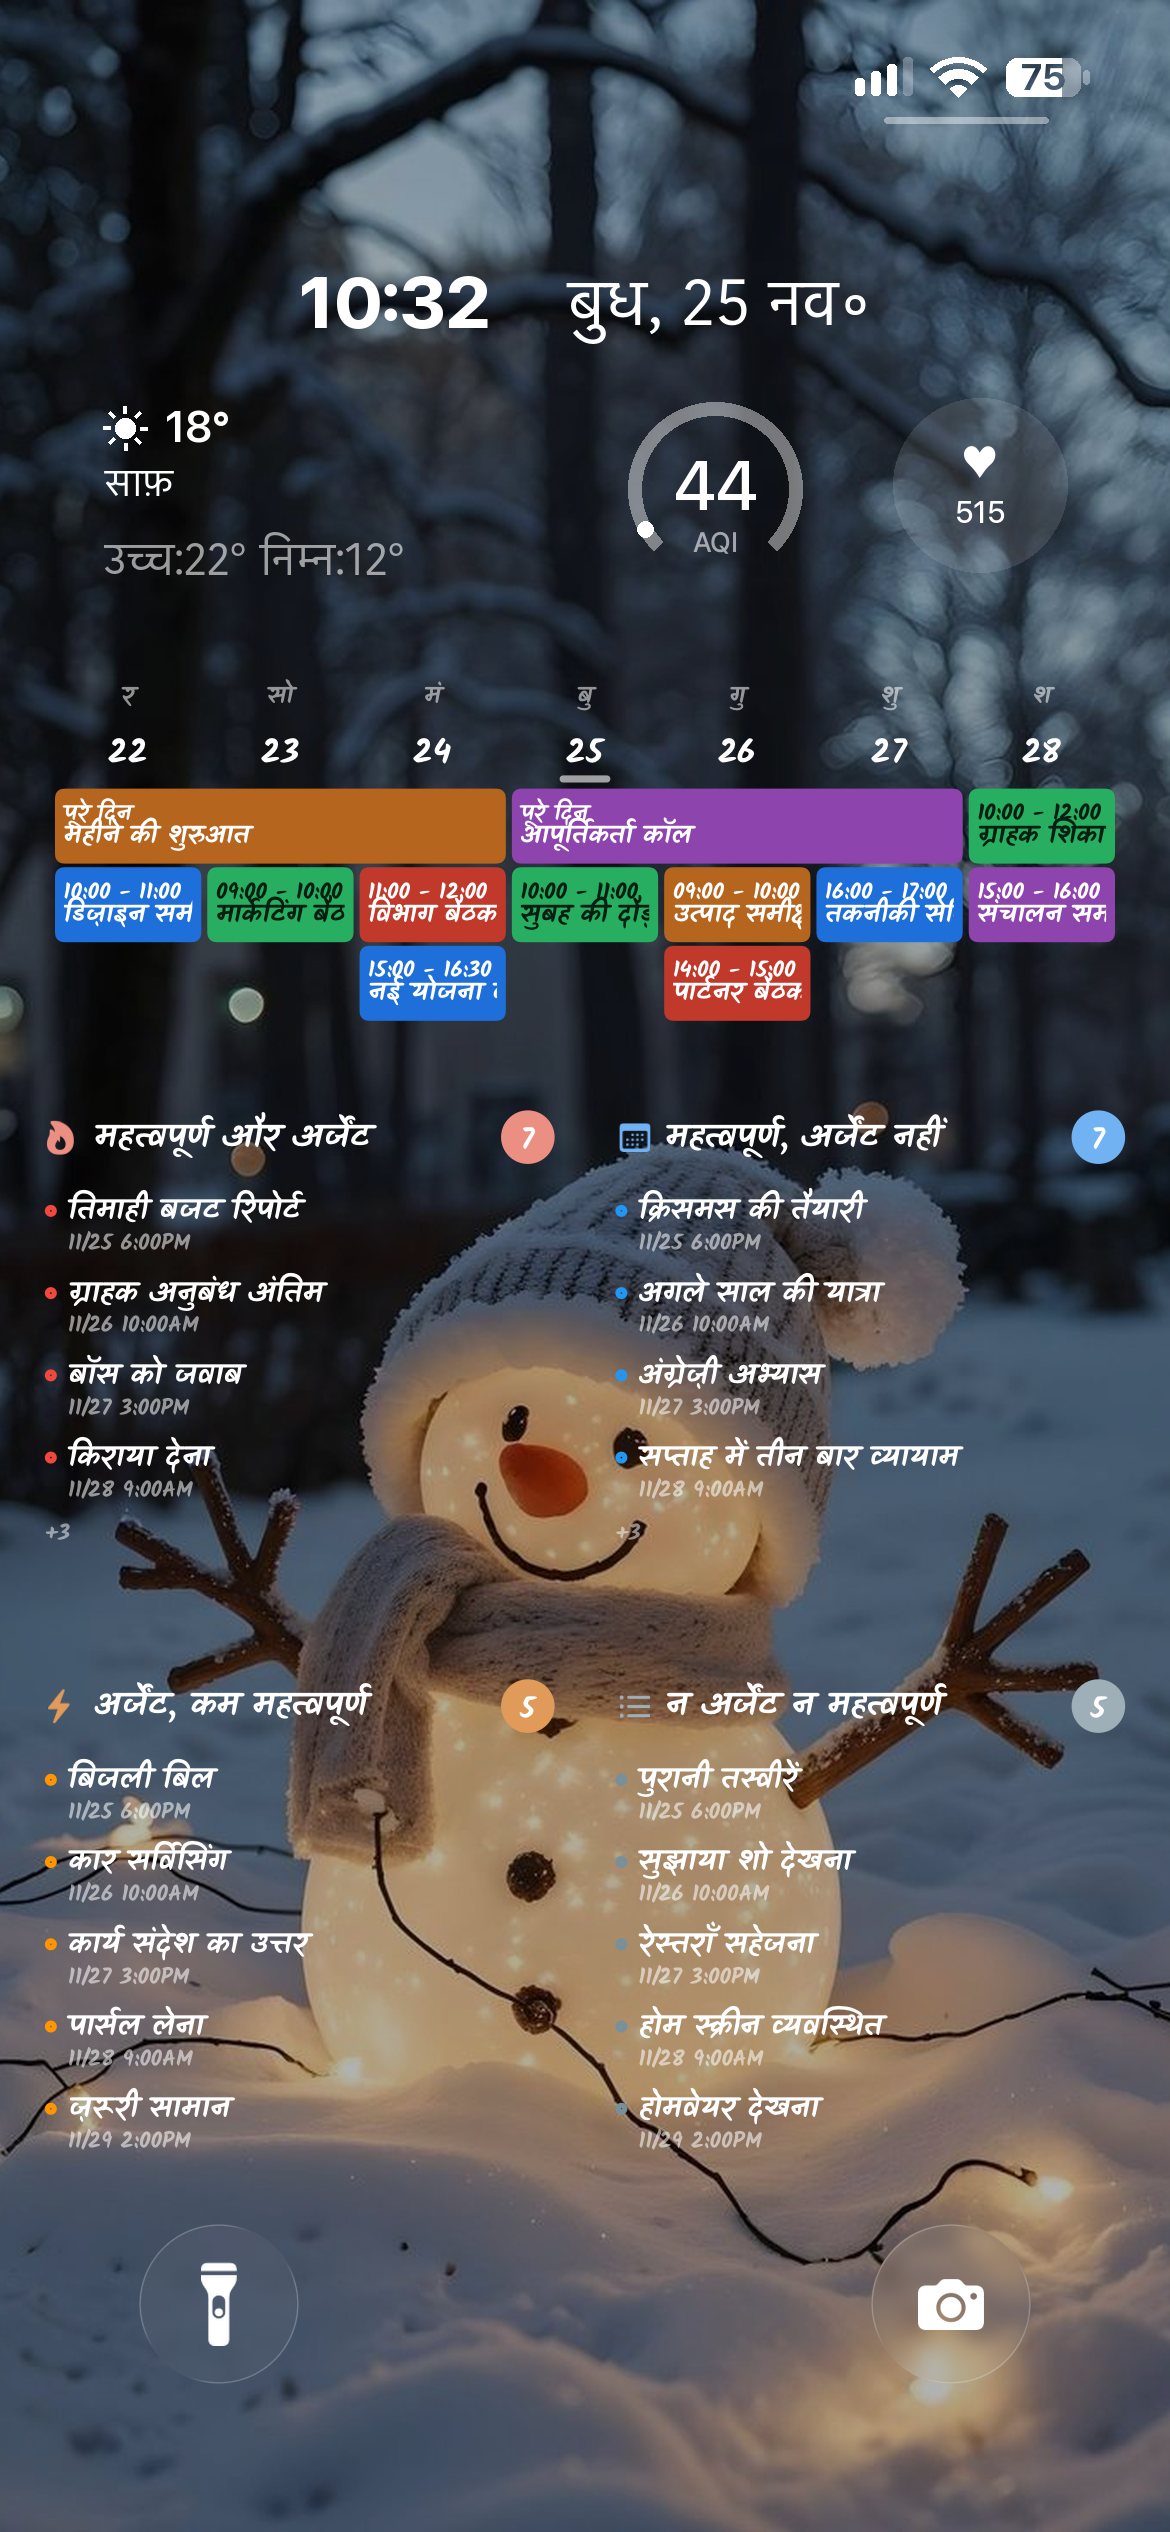 75
10:32 बुध, 25 नव॰
18°
साफ़
उच्च:22° निम्न:12°
44
AQI
515
र सो मं बु गु शु श
22 23 24 25 26 27 28
पूरे दिन
महीने की शुरुआत
पूरे दिन
आपूर्तिकर्ता कॉल
10:00 - 12:00
ग्राहक शिका
10:00 - 11:00
डिज़ाइन सम
09:00 - 10:00
मार्केटिंग बैठ
11:00 - 12:00
विभाग बैठक
10:00 - 11:00
सुबह की दौड़
09:00 - 10:00
उत्पाद समीक्ष
16:00 - 17:00
तकनीकी
15:00 - 16:00
संचालन सम
15:00 - 16:30
नई योजना
14:00 - 15:00
पार्टनर बैठक
महत्वपूर्ण और अर्जेंट 7
तिमाही बजट रिपोर्ट
11/25 6:00PM
ग्राहक अनुबंध अंतिम
11/26 10:00AM
बॉस को जवाब
11/27 3:00PM
किराया देना
11/28 9:00AM
+3
महत्वपूर्ण, अर्जेंट नहीं 7
क्रिसमस की तैयारी
11/25 6:00PM
अगले साल की यात्रा
11/26 10:00AM
अंग्रेज़ी अभ्यास
11/27 3:00PM
सप्ताह में तीन बार व्यायाम
11/28 9:00AM
+3
अर्जेंट, कम महत्वपूर्ण 5
बिजली बिल
11/25 6:00PM
कार सर्विसिंग
11/26 10:00AM
कार्य संदेश का उत्तर
11/27 3:00PM
पार्सल लेना
11/28 9:00AM
ज़रूरी सामान
11/29 2:00PM
न अर्जेंट न महत्वपूर्ण 5
पुरानी तस्वीरें
11/25 6:00PM
सुझाया शो देखना
11/26 10:00AM
रेस्तराँ सहेजना
11/27 3:00PM
होम स्क्रीन व्यवस्थित
11/28 9:00AM
होमवेयर देखना
11/29 2:00PM